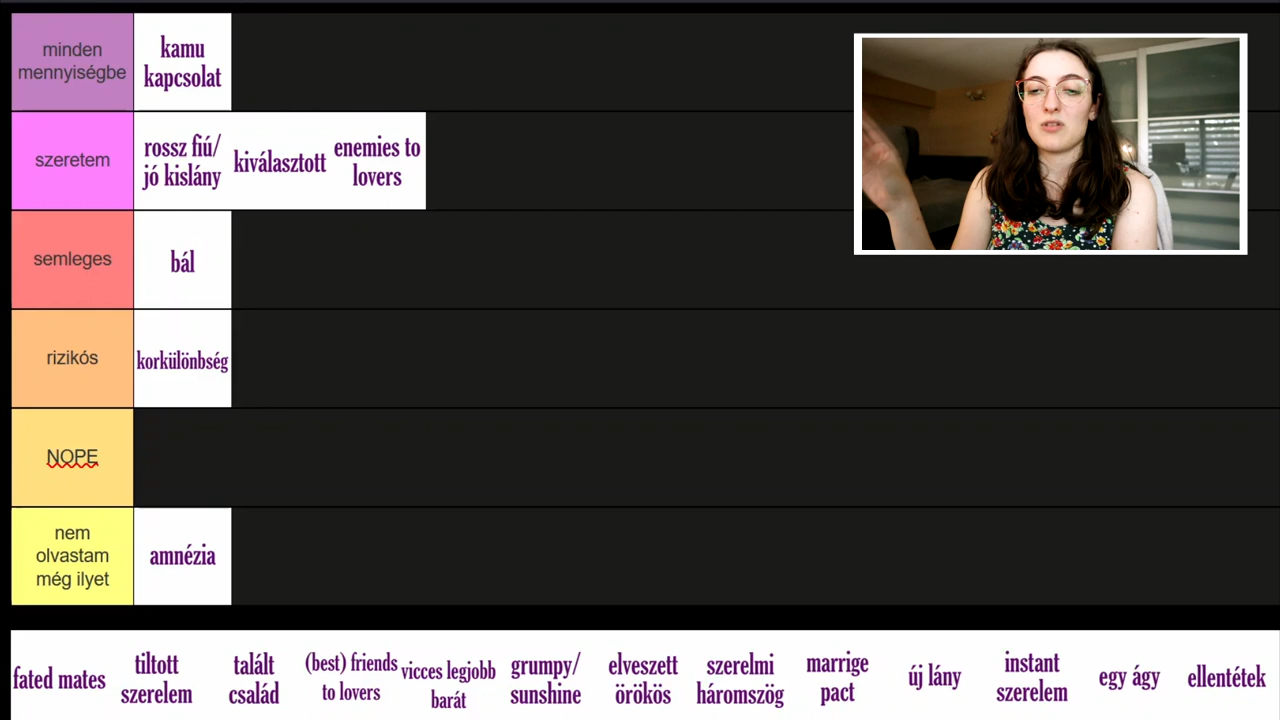 minden
mennyiségbe
kamu
kapcsolat
szeretem
rossz fiú/
jó kislány
kiválasztott
enemies to
lovers
semleges
bál
rizikós
korkülönbség
NOPE
nem
olvastam
még ilyet
amnézia
fated mates
tiltott
szerelem
talált
család
(best) friends
to lovers
vicces legjobb
barát
grumpy/
sunshine
elveszett
örökös
szerelmi
háromszög
marrige
pact
új lány
instant
szerelem
egy ágy
ellentétek